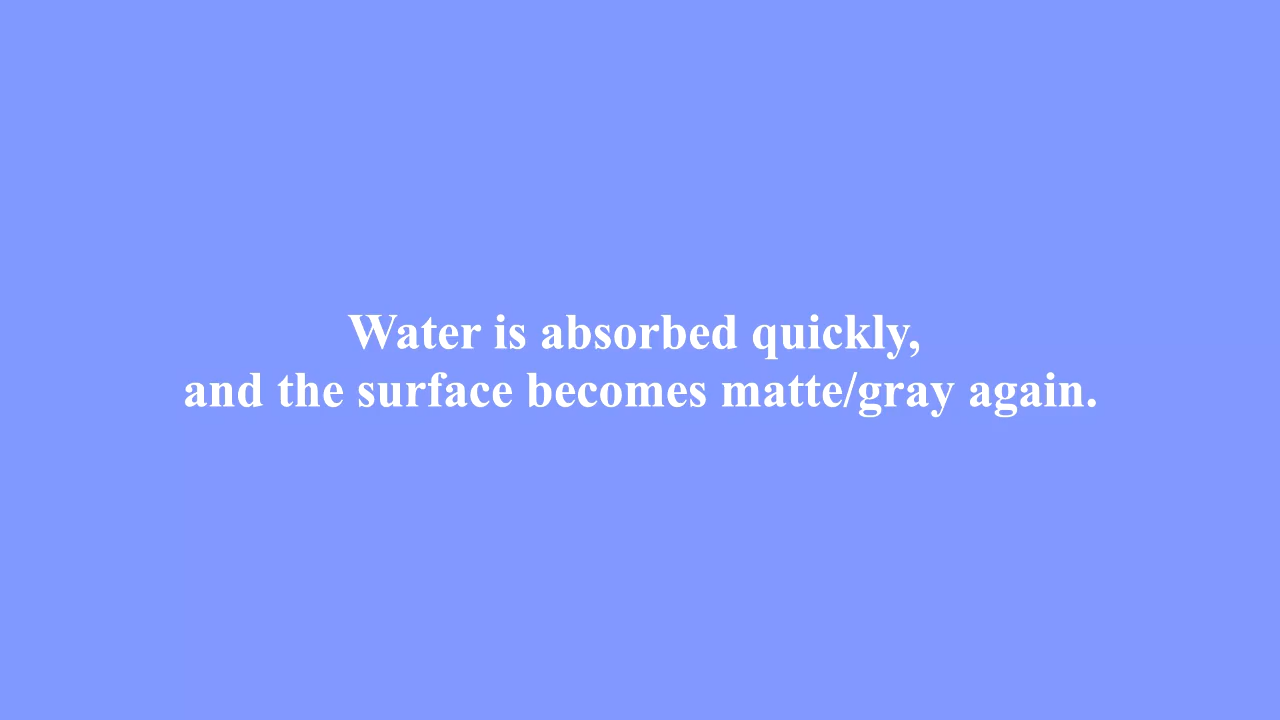 Water is absorbed quickly,
and the surface becomes matte/gray again.